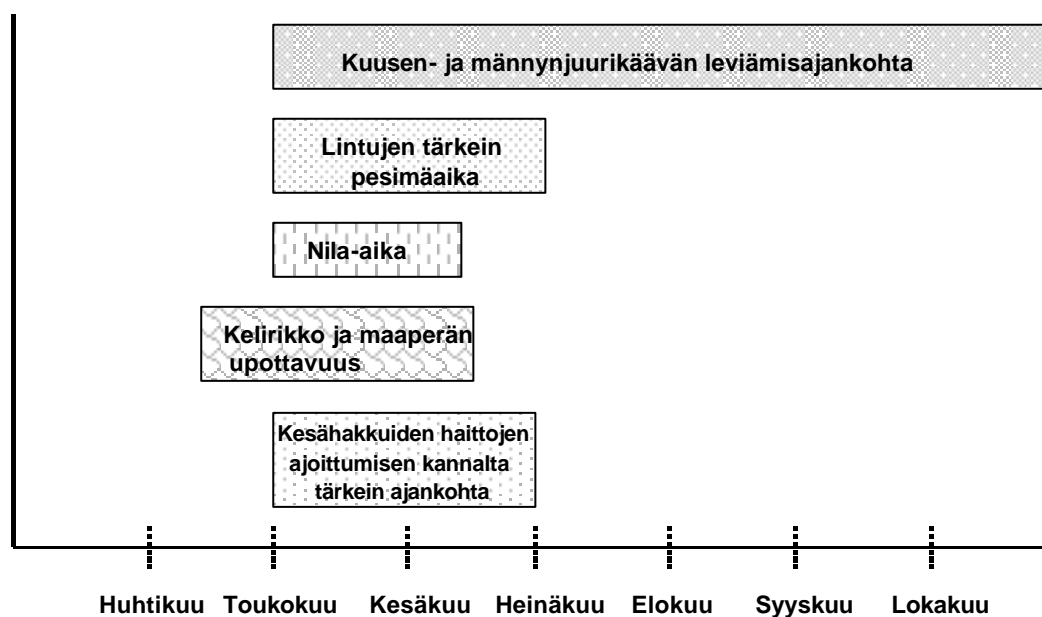 Kuusen- ja männynjuurikäävän leviämisajankohta
Lintujen tärkein
pesimäaika
Nila-aika
Kelirikko ja maaperän
upottavuus
Kesähakkuiden haittojen
ajoittumisen kannalta
tärkein ajankohta
Huhtikuu Toukokuu Kesäkuu Heinäkuu Elokuu Syyskuu Lokakuu